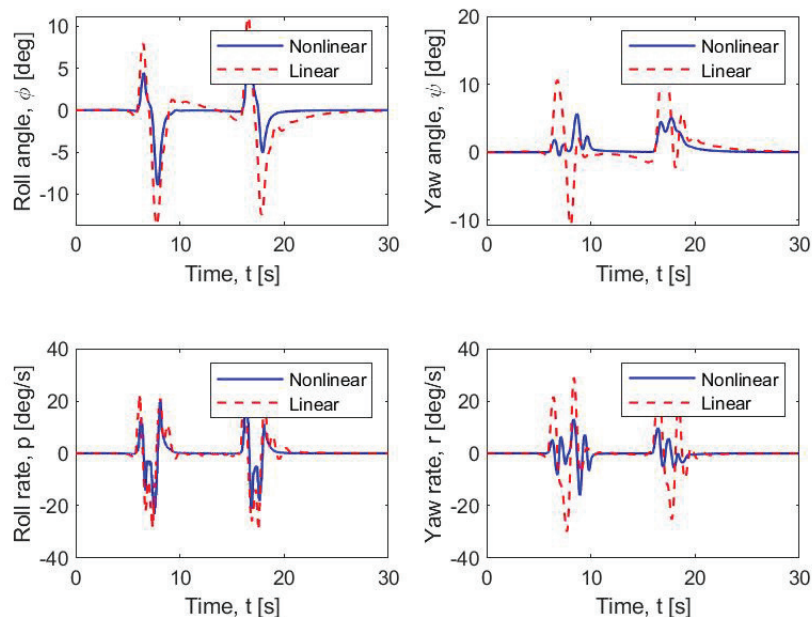 Roll angle, ϕ [deg]
10
5
0
-5
-10
Nonlinear
Linear
0
10
20
30
Time, t [s]
Yaw angle, ψ [deg]
20
10
0
-10
Nonlinear
Linear
0
10
20
30
Time, t [s]
Roll rate, p [deg/s]
40
20
0
-20
-40
Nonlinear
Linear
0
10
20
30
Time, t [s]
Yaw rate, r [deg/s]
40
20
0
-20
-40
Nonlinear
Linear
0
10
20
30
Time, t [s]